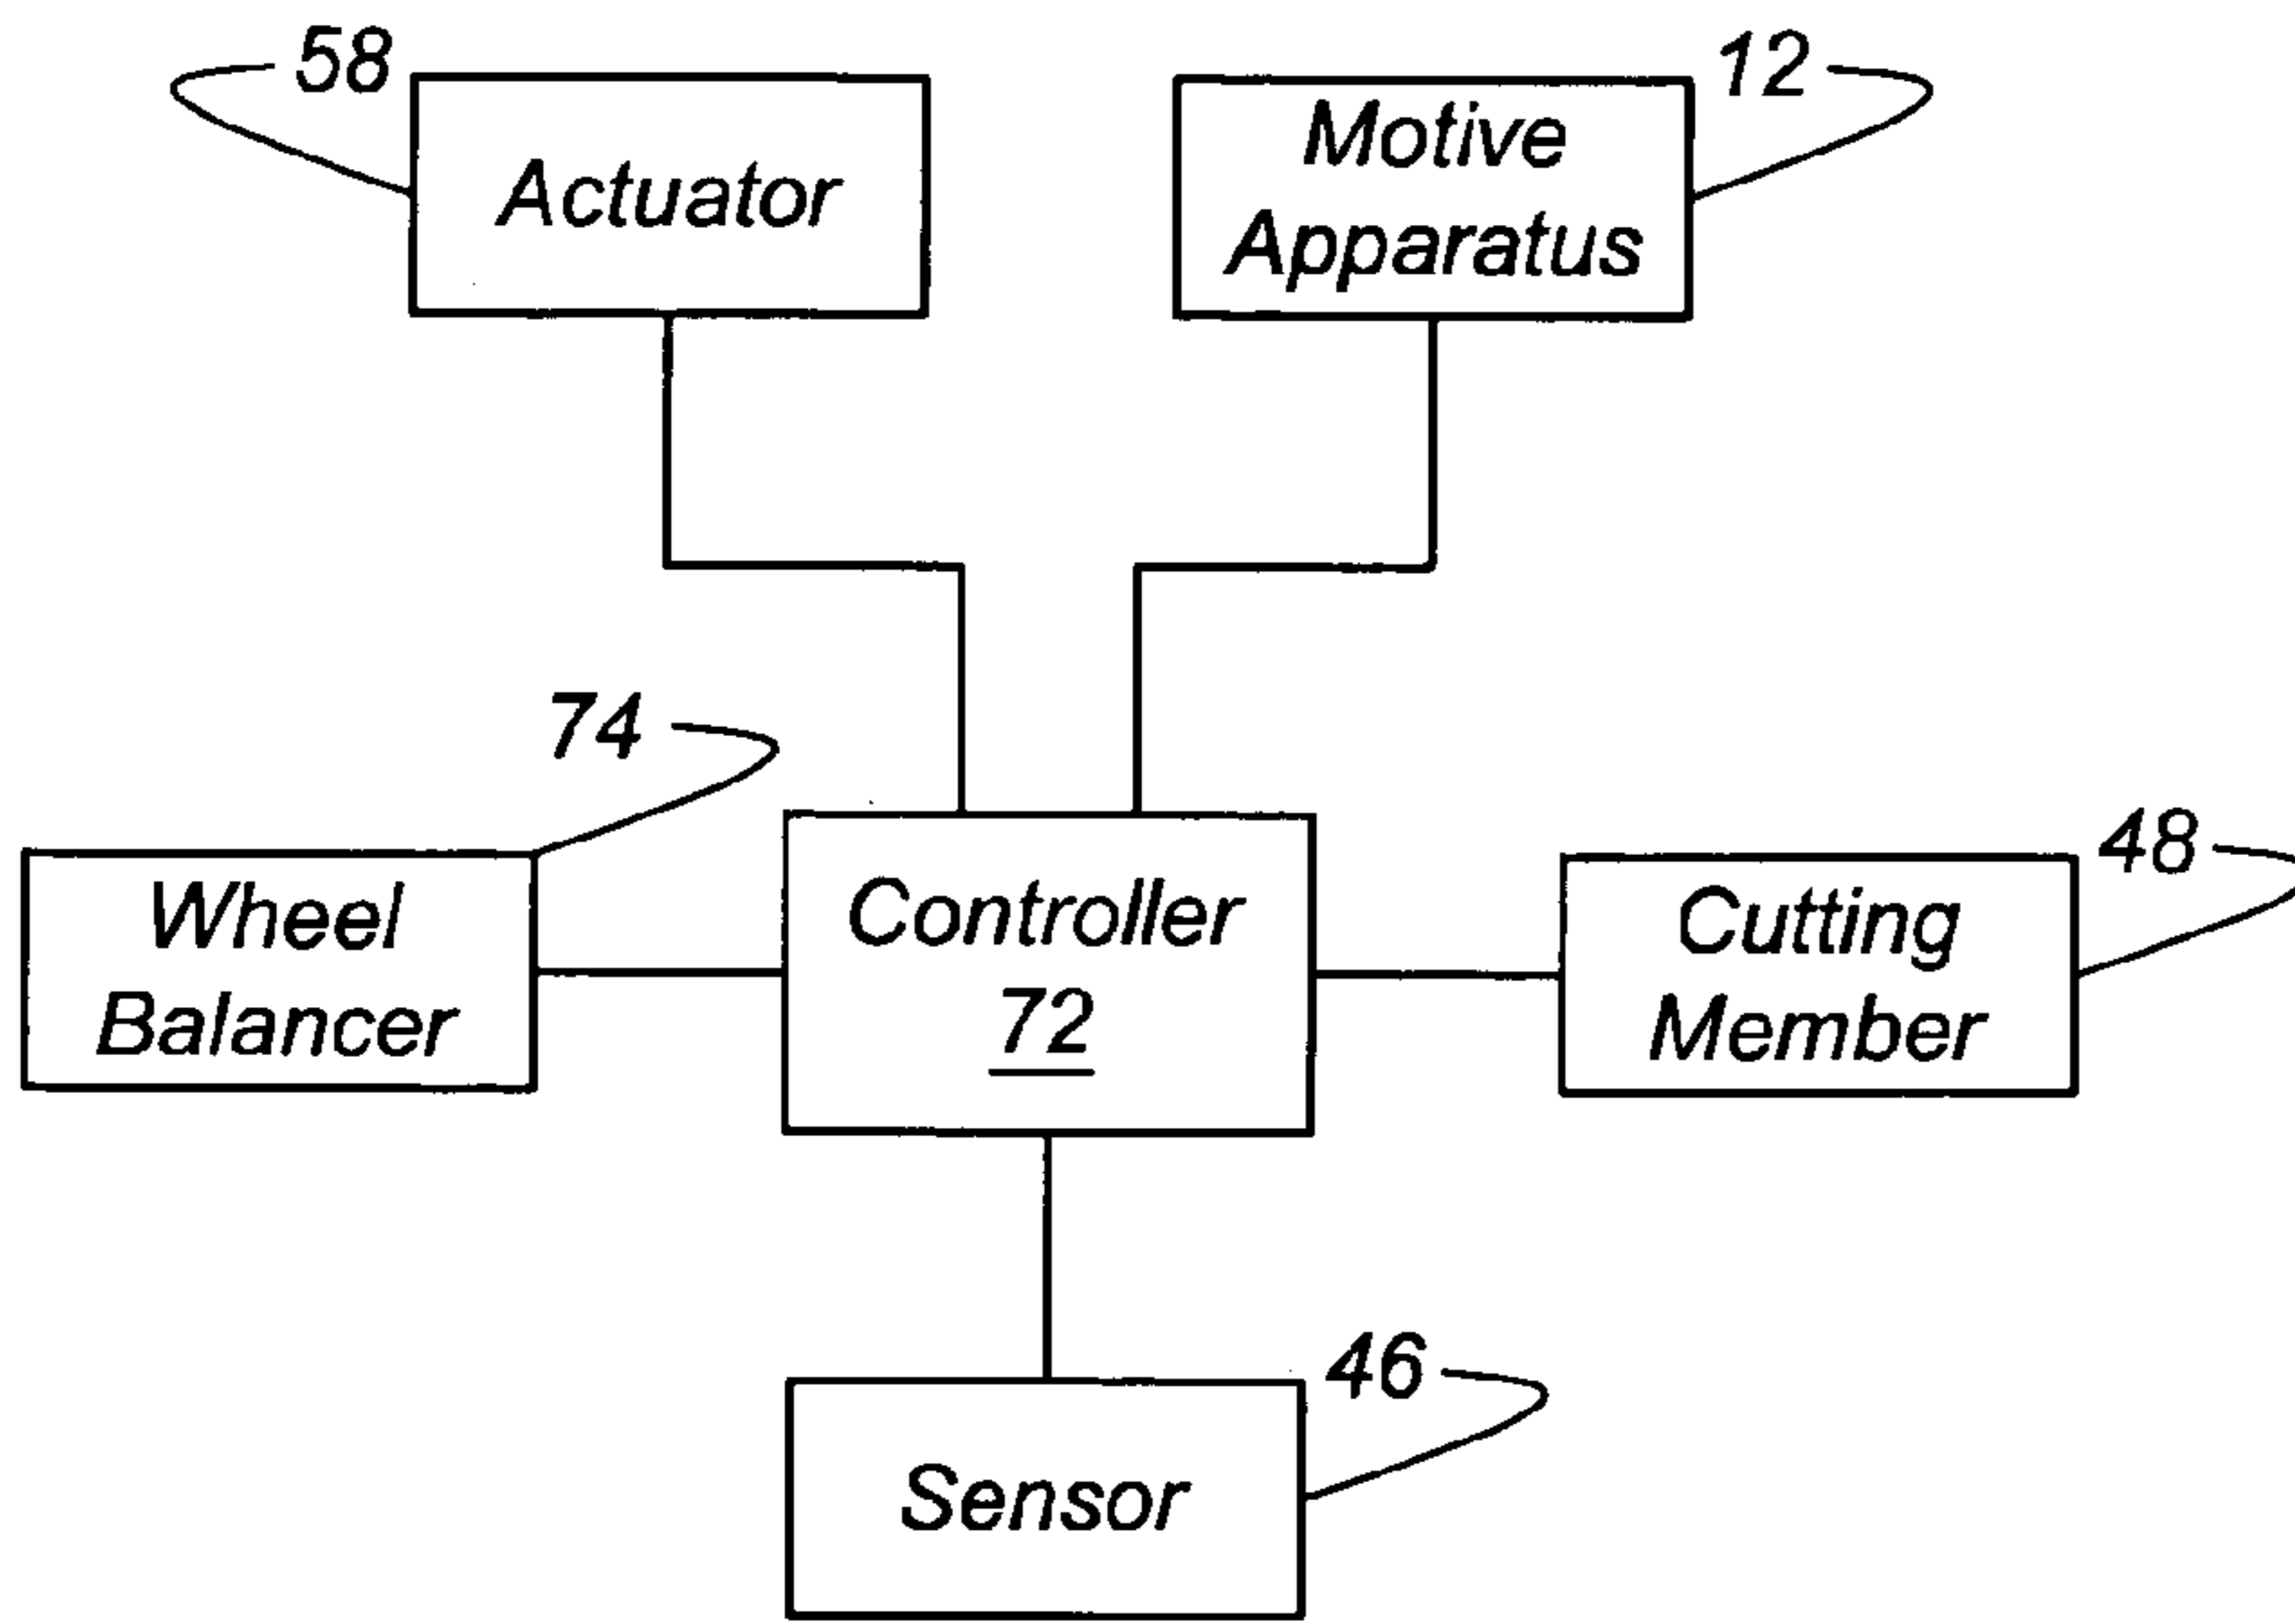 58
Actuator
12
Motive
Apparatus
74
Wheel
Balancer
Controller
72
48
Cutting
Member
46
Sensor